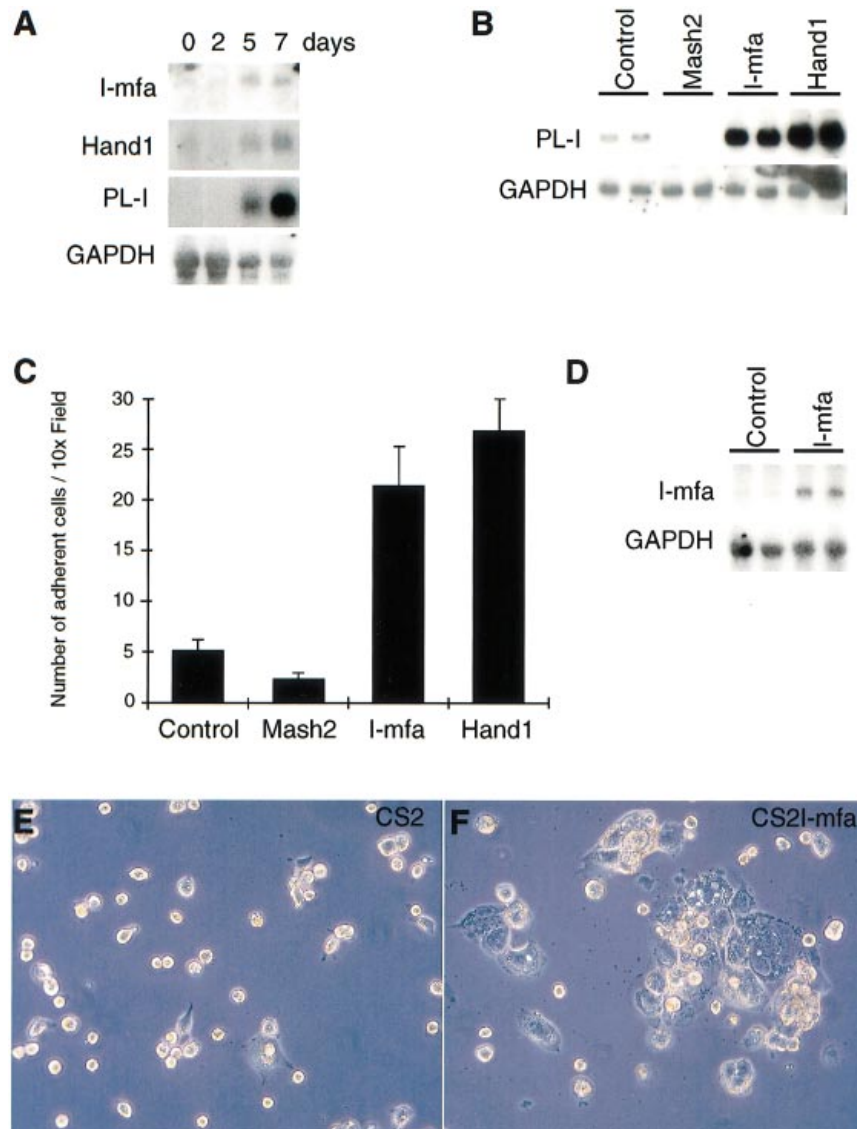 A
0 2 5 7 days
I-mfa
Hand1
PL-I
GAPDH
B
Control
Mash2
I-mfa
Hand1
PL-I
GAPDH
C
Number of adherent cells / 10x Field
30
25
20
15
10
5
0
Control Mash2 I-mfa Hand1
D
Control
I-mfa
I-mfa
GAPDH
E CS2
F CS2I-mfa